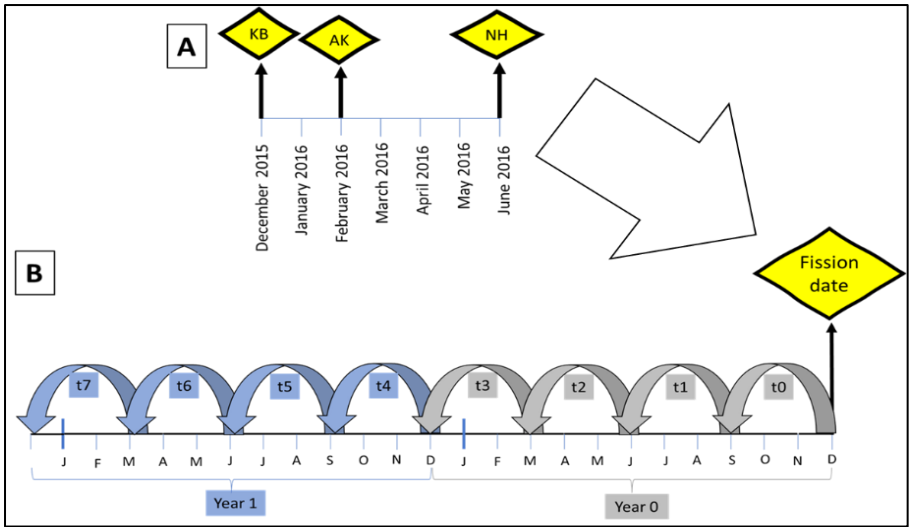 A
KB
AK
NH
December 2015
January 2016
February 2016
March 2016
April 2016
May 2016
June 2016
B
Fission
date
t7 t6 t5 t4 t3 t2 t1 t0
J F M A M J J A S O N D J F M A M J J A S O N D
Year 1 Year 0